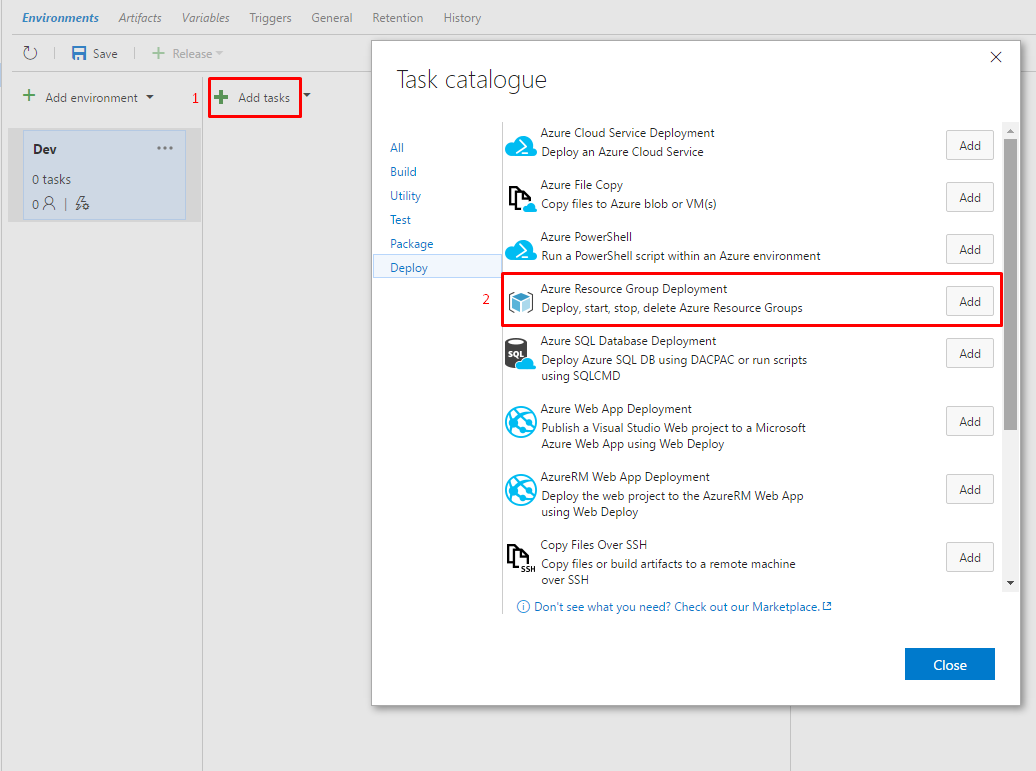 Environments Artifacts Variables Triggers General Retention History
Save Release
Add environment 1 Add tasks
Dev
0 tasks
0
Task catalogue
All
Build
Utility
Test
Package
Deploy
2
Azure Cloud Service Deployment
Deploy an Azure Cloud Service
Add
Azure File Copy
Copy files to Azure blob or VM(s)
Add
Azure PowerShell
Run a PowerShell script within an Azure environment
Add
Azure Resource Group Deployment
Deploy, start, stop, delete Azure Resource Groups
Add
SQL
Azure SQL Database Deployment
Deploy Azure SQL DB using DACPAC or run scripts
using SQLCMD
Add
Azure Web App Deployment
Publish a Visual Studio Web project to a Microsoft
Azure Web App using Web Deploy
Add
AzureRM Web App Deployment
Deploy the web project to the AzureRM Web App
using Web Deploy
Add
SSH
Copy Files Over SSH
Copy files or build artifacts to a remote machine
over SSH
Add
Don't see what you need? Check out our Marketplace.
Close